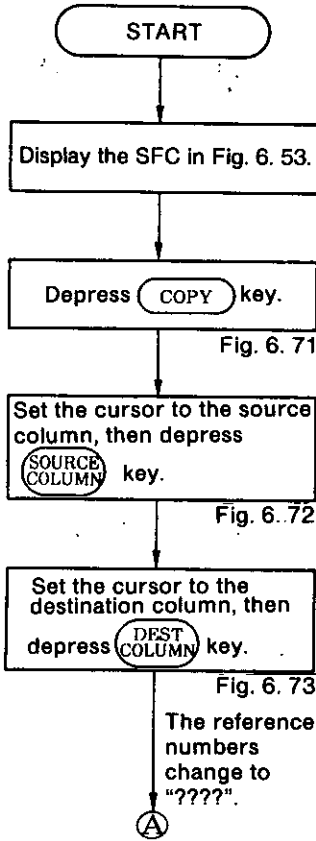 START
Display the SFC in Fig. 6. 53.
Depress COPY key.
Fig. 6. 71
Set the cursor to the source
column, then depress
SOURCE
COLUMN key.
Fig. 6. 72
Set the cursor to the
destination column, then
depress DEST COLUMN key.
Fig. 6. 73
The reference
numbers
change to
“????”.
A